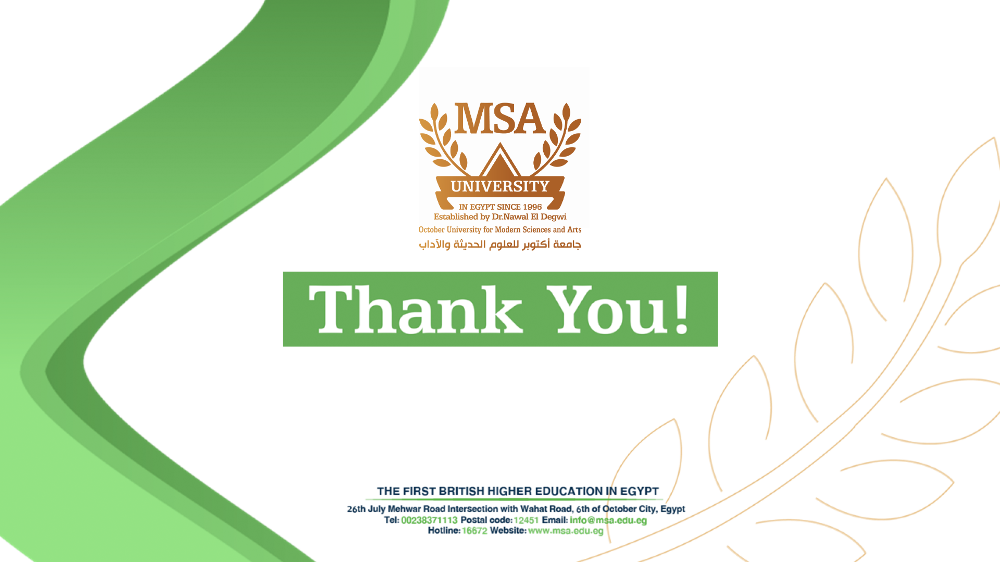 MSA
UNIVERSITY
IN EGYPT SINCE 1996
Established by Dr.Nawal El Degwi
October University for Modern Sciences and Arts
جامعة أكتوبر للعلوم الحديثة والآداب
Thank You!
THE FIRST BRITISH HIGHER EDUCATION IN EGYPT
26th July Mehwar Road Intersection with Wahat Road, 6th of October City, Egypt
Tel: 00238371113 Postal code: 12451 Email: info@msa.edu.eg
Hotline: 16672 Website: www.msa.edu.eg